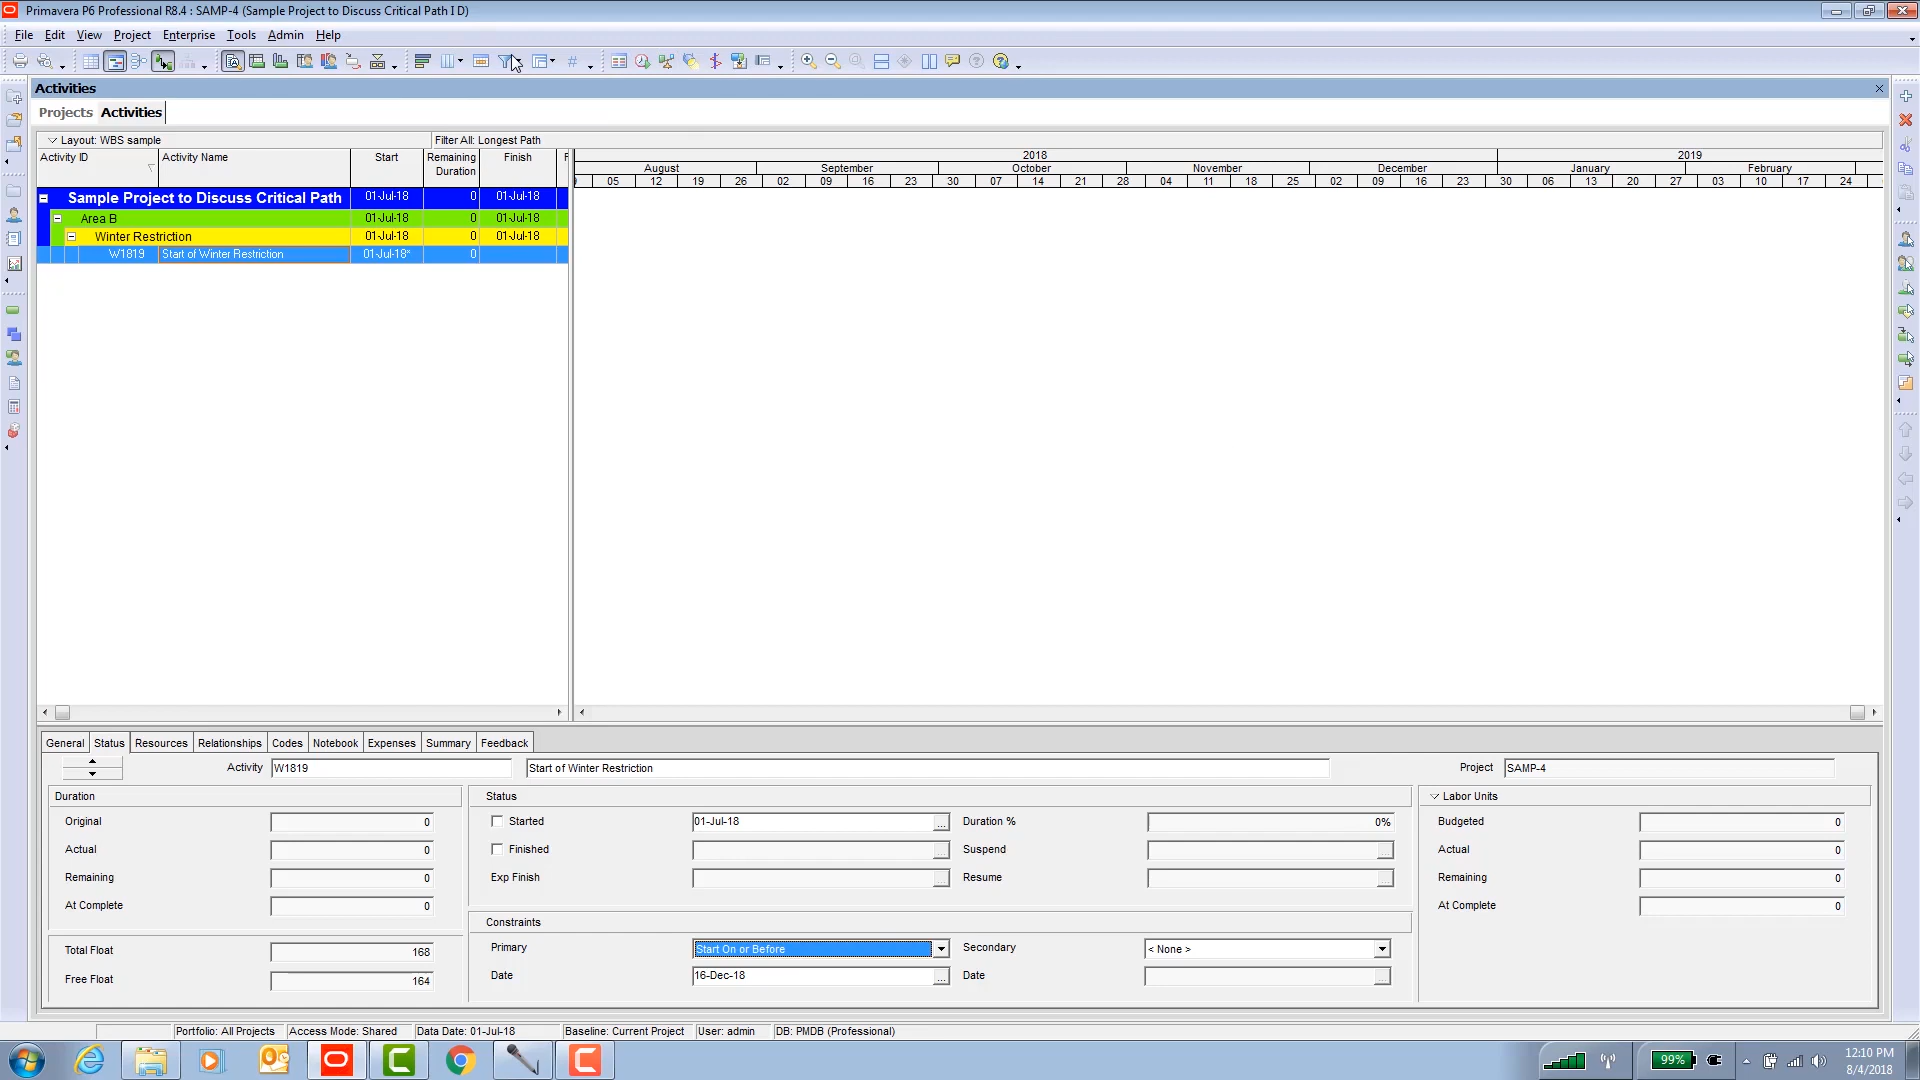 Primavera P6 Professional R8.4 : SAMP-4 (Sample Project to Discuss Critical Path I D)
File Edit View Project Enterprise Tools Admin Help
Activities
Projects Activities
Layout: WBS sample Filter All: Longest Path
Activity ID Activity Name Start Remaining Duration Finish F
2018 2019
August September October November December January February
05 12 19 26 02 09 16 23 30 07 14 21 28 04 11 18 25 02 09 16 23 30 06 13 20 27 03 10 17 24
Sample Project to Discuss Critical Path 01-Jul-18 0 01-Jul-18
Area B 01-Jul-18 0 01-Jul-18
Winter Restriction 01-Jul-18 0 01-Jul-18
W1819 Start of Winter Restriction 01-Jul-18* 0
General Status Resources Relationships Codes Notebook Expenses Summary Feedback
Activity W1819 Start of Winter Restriction Project SAMP-4
Duration Status Labor Units
Original 0 Started 01-Jul-18 Duration % 0% Budgeted 0
Actual 0 Finished Suspend Actual 0
Remaining 0 Exp Finish Resume Remaining 0
At Complete 0 At Complete 0
Constraints
Total Float 168 Primary Start On or Before Secondary < None >
Free Float 164 Date 16-Dec-18 Date
Portfolio: All Projects Access Mode: Shared Data Date: 01-Jul-18 Baseline: Current Project User: admin DB: PMDB (Professional)
99% 12:10 PM
8/4/2018